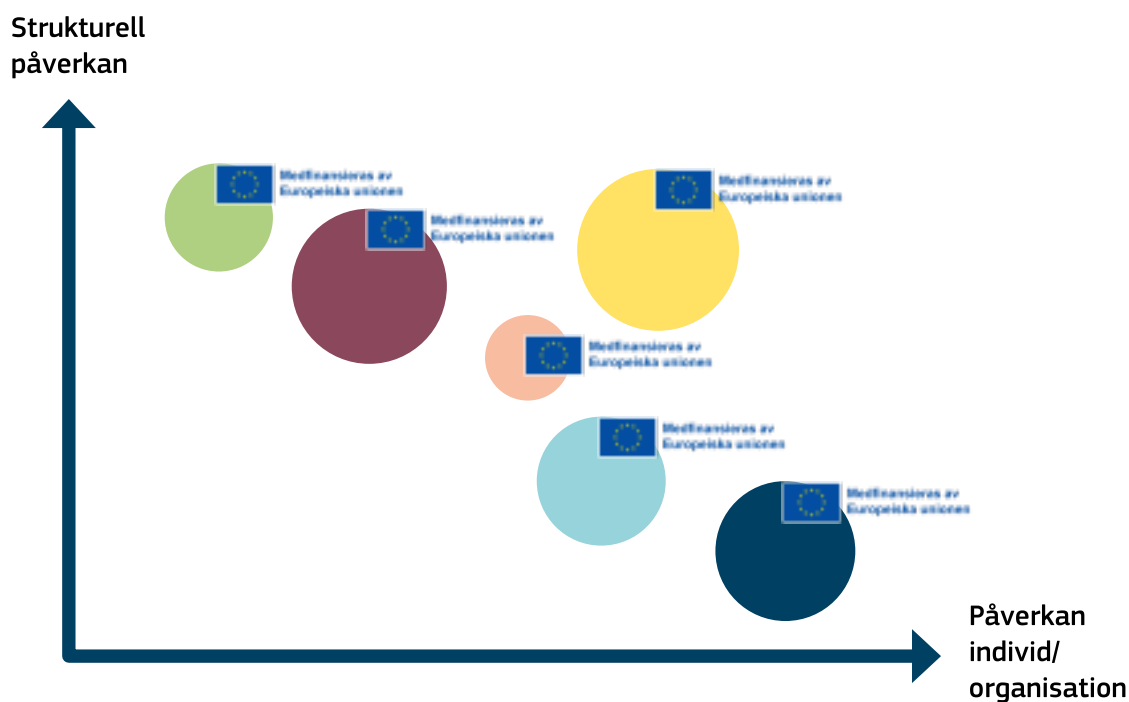 Strukturell
påverkan
Medfinansieras av
Europeiska unionen
Medfinansieras av
Europeiska unionen
Medfinansieras av
Europeiska unionen
Medfinansieras av
Europeiska unionen
Medfinansieras av
Europeiska unionen
Medfinansieras av
Europeiska unionen
Påverkan
individ/
organisation